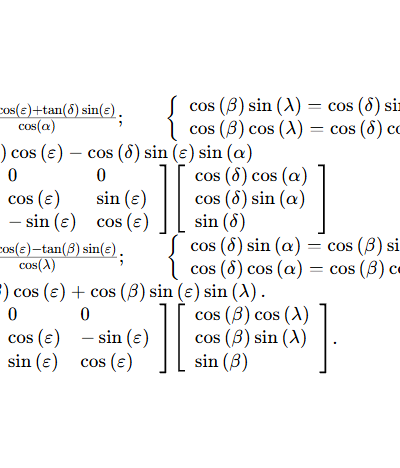 cos(ε)+tan(δ) sin(ε) / cos(α) ; { cos (β) sin (λ) = cos (δ) sin
cos (β) cos (λ) = cos (δ) co
) cos (ε) − cos (δ) sin (ε) sin (α)
0 0 ] [ cos (δ) cos (α) ]
cos (ε) sin (ε) ] [ cos (δ) sin (α) ]
− sin (ε) cos (ε) ] [ sin (δ) ]
cos(ε)−tan(β) sin(ε) / cos(λ) ; { cos (δ) sin (α) = cos (β) si
cos (δ) cos (α) = cos (β) co
) cos (ε) + cos (β) sin (ε) sin (λ) .
0 0 ] [ cos (β) cos (λ) ]
cos (ε) − sin (ε) ] [ cos (β) sin (λ) ] .
sin (ε) cos (ε) ] [ sin (β) ]